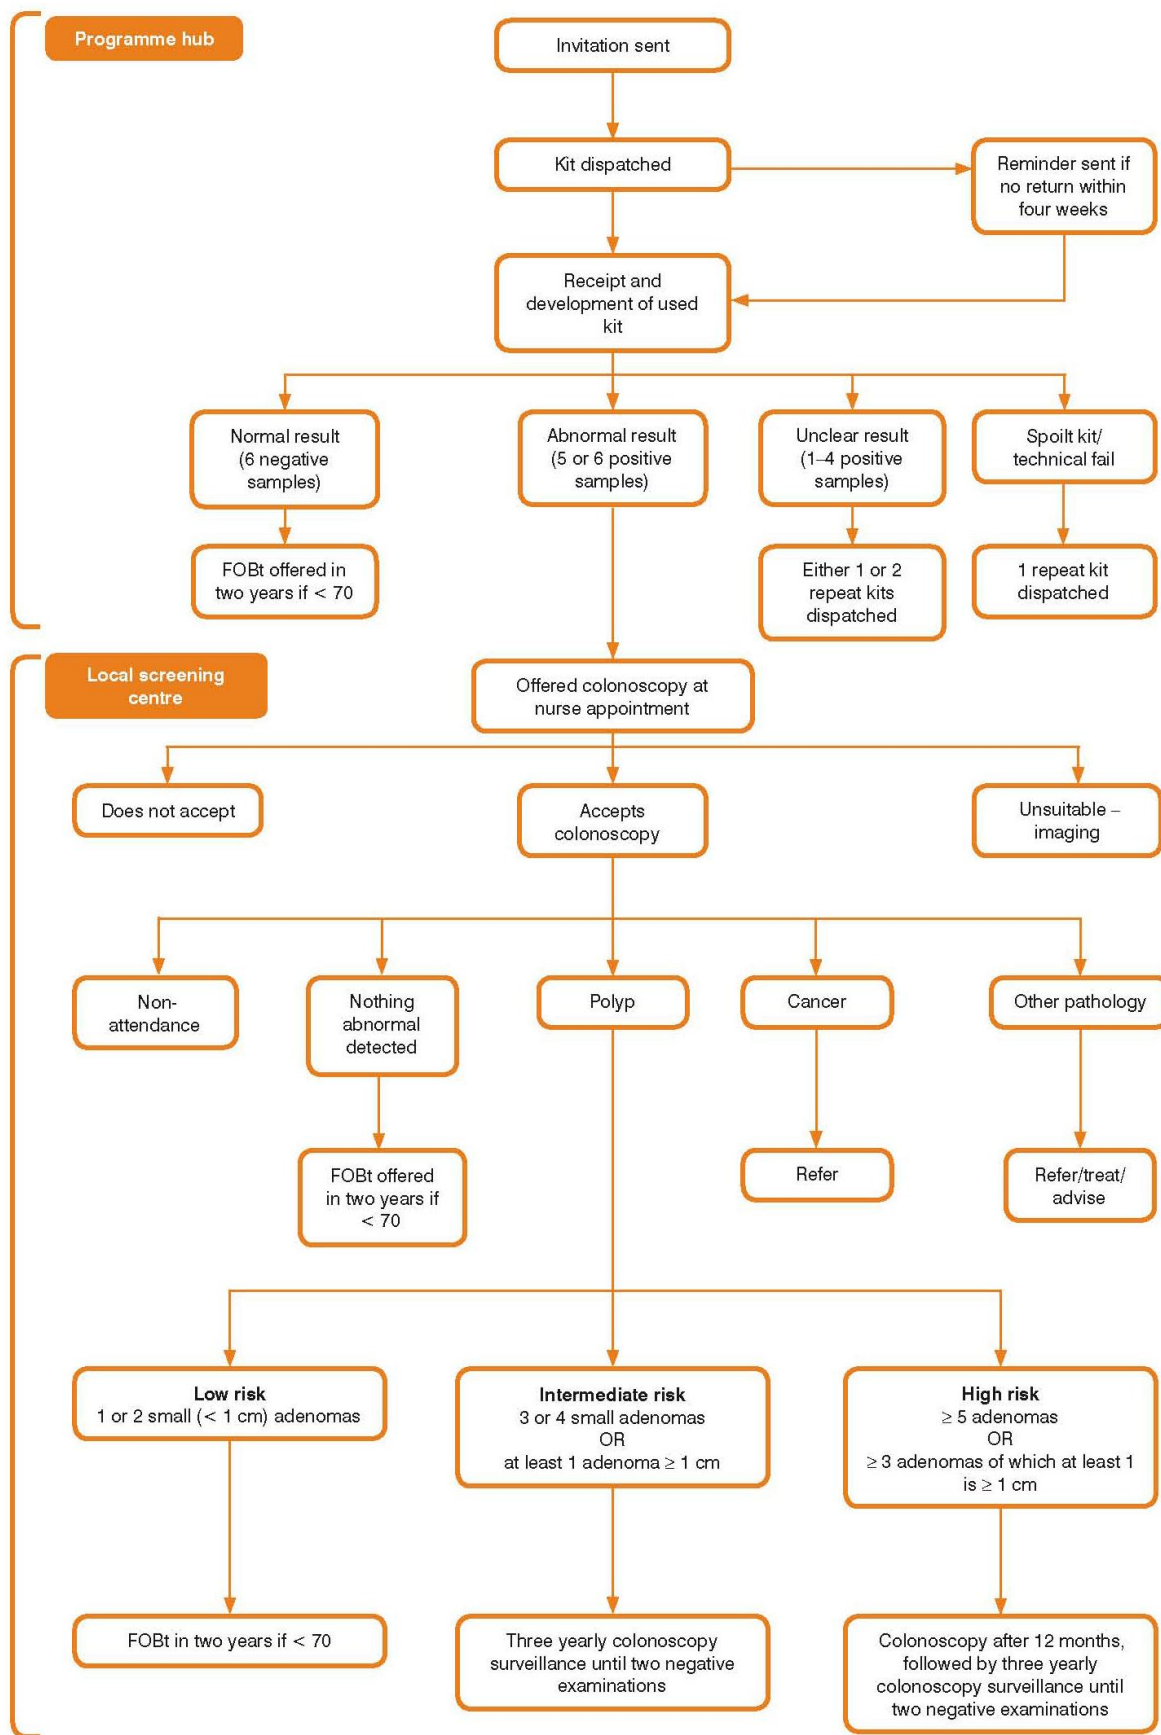 Programme hub
Invitation sent
Kit dispatched
Reminder sent if
no return within
four weeks
Receipt and
development of used
kit
Normal result
(6 negative
samples)
Abnormal result
(5 or 6 positive
samples)
Unclear result
(1–4 positive
samples)
Spoilt kit/
technical fail
FOBt offered in
two years if < 70
Either 1 or 2
repeat kits
dispatched
1 repeat kit
dispatched
Local screening
centre
Offered colonoscopy at
nurse appointment
Does not accept
Accepts
colonoscopy
Unsuitable –
imaging
Non-
attendance
Nothing
abnormal
detected
Polyp
Cancer
Other pathology
FOBt offered
in two years if
< 70
Refer
Refer/treat/
advise
Low risk
1 or 2 small (< 1 cm) adenomas
Intermediate risk
3 or 4 small adenomas
OR
at least 1 adenoma ≥ 1 cm
High risk
≥ 5 adenomas
OR
≥ 3 adenomas of which at least 1
is ≥ 1 cm
FOBt in two years if < 70
Three yearly colonoscopy
surveillance until two negative
examinations
Colonoscopy after 12 months,
followed by three yearly
colonoscopy surveillance until
two negative examinations